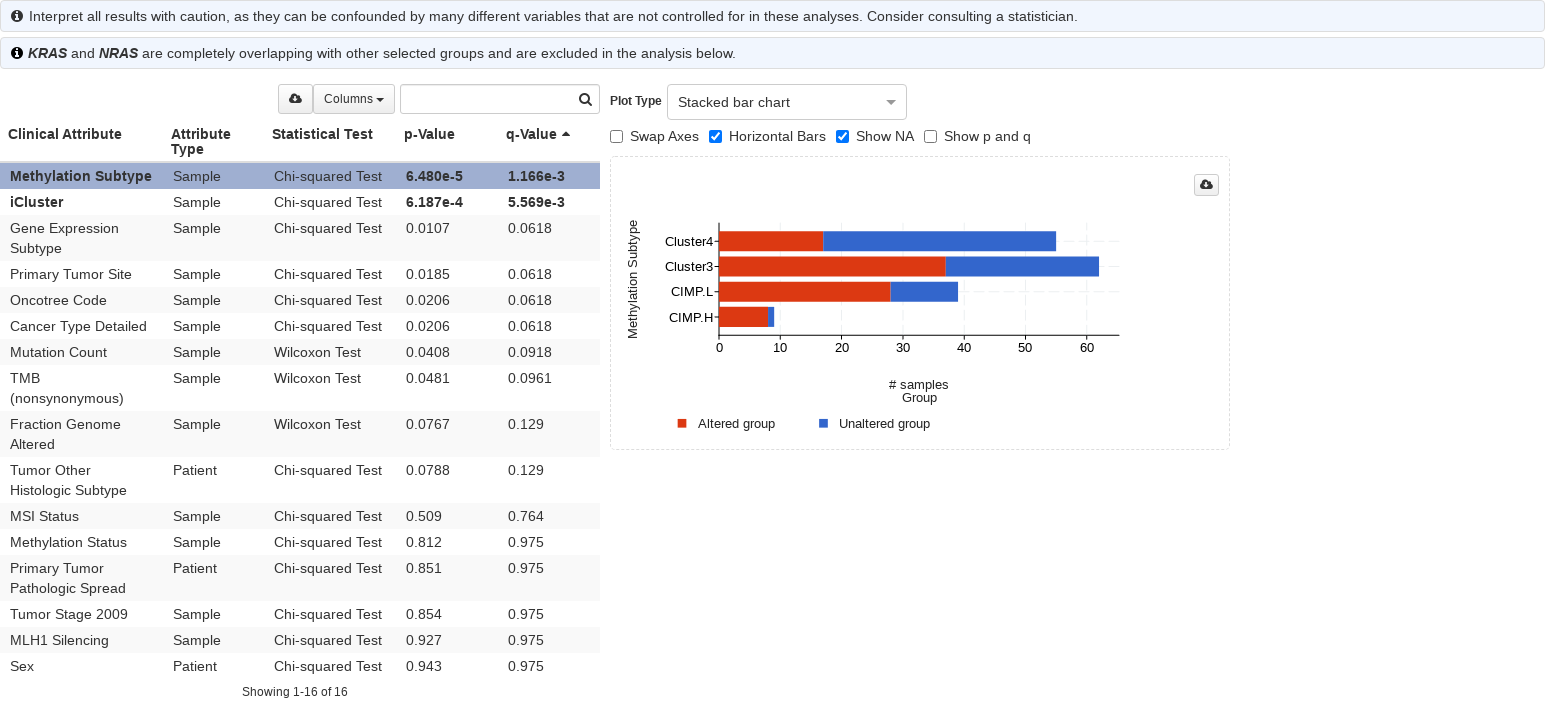 Interpret all results with caution, as they can be confounded by many different variables that are not controlled for in these analyses. Consider consulting a statistician.
KRAS and NRAS are completely overlapping with other selected groups and are excluded in the analysis below.
Columns
Clinical Attribute Attribute Type Statistical Test p-Value q-Value
Methylation Subtype Sample Chi-squared Test 6.480e-5 1.166e-3
iCluster Sample Chi-squared Test 6.187e-4 5.569e-3
Gene Expression Subtype Sample Chi-squared Test 0.0107 0.0618
Primary Tumor Site Sample Chi-squared Test 0.0185 0.0618
Oncotree Code Sample Chi-squared Test 0.0206 0.0618
Cancer Type Detailed Sample Chi-squared Test 0.0206 0.0618
Mutation Count Sample Wilcoxon Test 0.0408 0.0918
TMB (nonsynonymous) Sample Wilcoxon Test 0.0481 0.0961
Fraction Genome Altered Sample Wilcoxon Test 0.0767 0.129
Tumor Other Histologic Subtype Patient Chi-squared Test 0.0788 0.129
MSI Status Sample Chi-squared Test 0.509 0.764
Methylation Status Sample Chi-squared Test 0.812 0.975
Primary Tumor Pathologic Spread Patient Chi-squared Test 0.851 0.975
Tumor Stage 2009 Sample Chi-squared Test 0.854 0.975
MLH1 Silencing Sample Chi-squared Test 0.927 0.975
Sex Patient Chi-squared Test 0.943 0.975
Showing 1-16 of 16
Plot Type Stacked bar chart
Swap Axes Horizontal Bars Show NA Show p and q
Methylation Subtype
Cluster4
Cluster3
CIMP.L
CIMP.H
0 10 20 30 40 50 60
# samples
Group
Altered group Unaltered group